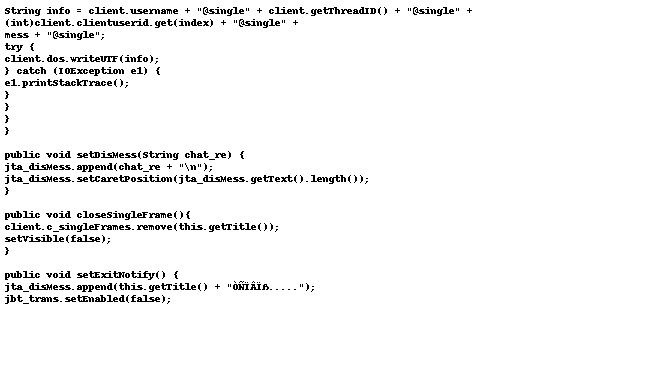 String info = client.username + "@single" + client.getThreadID() + "@single" +
(int)client.clientuserid.get(index) + "@single" +
mess + "@single";
try {
client.dos.writeUTF(info);
} catch (IOException e1) {
e1.printStackTrace();
}
}
}
}
public void setDisMess(String chat_re) {
jta_disMess.append(chat_re + "\n");
jta_disMess.setCaretPosition(jta_disMess.getText().length());
}
public void closeSingleFrame(){
client.c_singleFrames.remove(this.getTitle());
setVisible(false);
}
public void setExitNotify() {
jta_disMess.append(this.getTitle() + "ÒÑÏÂÏß.....");
jbt_trans.setEnabled(false);